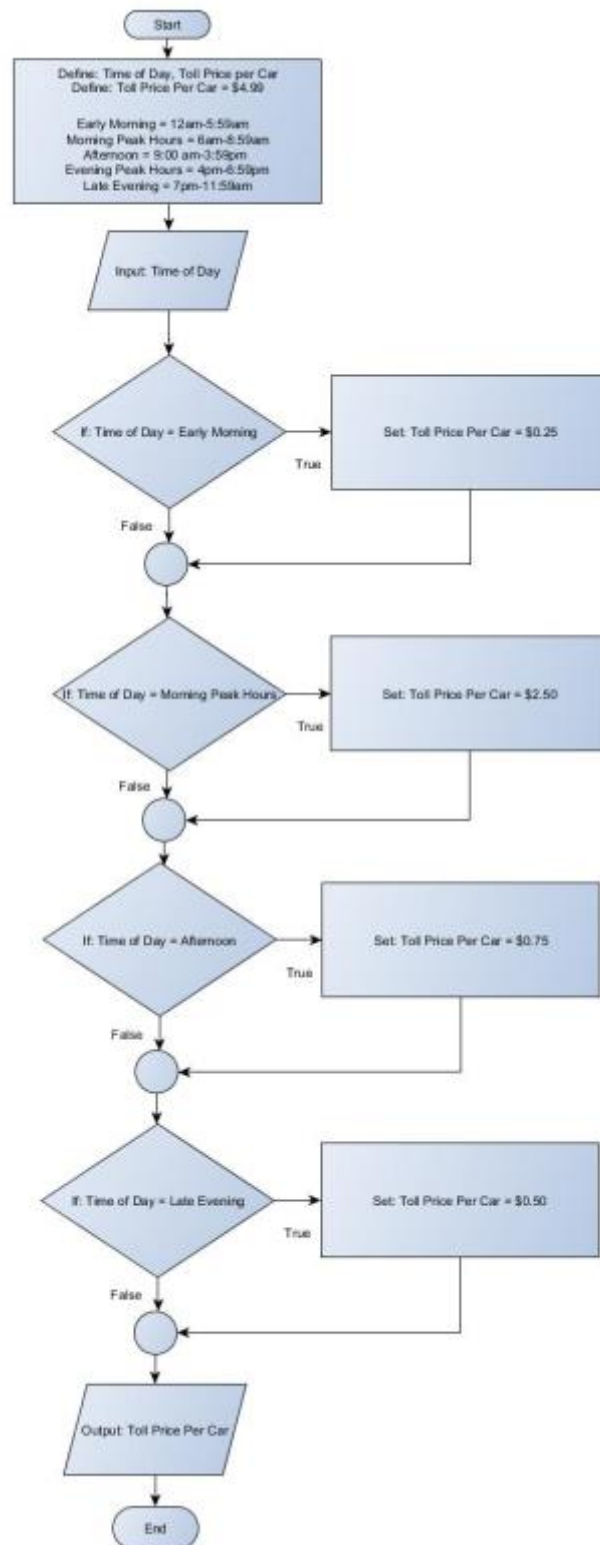 Start
Define: Time of Day, Toll Price per Car
Define: Toll Price Per Car = $4.99
Early Morning = 12am-5:59am
Morning Peak Hours = 6am-8:59am
Afternoon = 9:00 am-3:59pm
Evening Peak Hours = 4pm-6:59pm
Late Evening = 7pm-11:59am
Input: Time of Day
If: Time of Day = Early Morning
True
Set: Toll Price Per Car = $0.25
False
If: Time of Day = Morning Peak Hours
True
Set: Toll Price Per Car = $2.50
False
If: Time of Day = Afternoon
True
Set: Toll Price Per Car = $0.75
False
If: Time of Day = Late Evening
True
Set: Toll Price Per Car = $0.50
False
Output: Toll Price Per Car
End